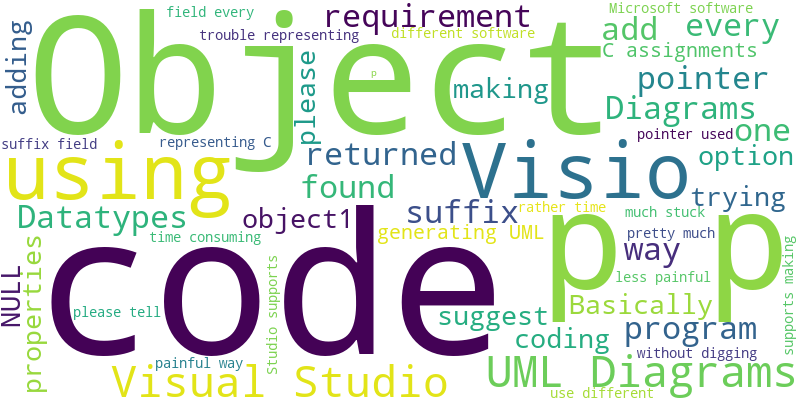 field every
Microsoft software
trouble representing
requirement
different software
add
every
adding
Object
please
p
C assignments
making
pointer
Diagrams
pointer used
one
suffix field
representing C
returned
Visio
option
using
found
trying
Datatypes
object1
suffix
rather time
much stuck
time consuming
generating UML
pretty much
way
NULL
properties
code
p
p
less painful
supports making
Basically
please tell
Studio supports
suggest
coding
program
painful way
without digging
Visual Studio
UML Diagrams
use different